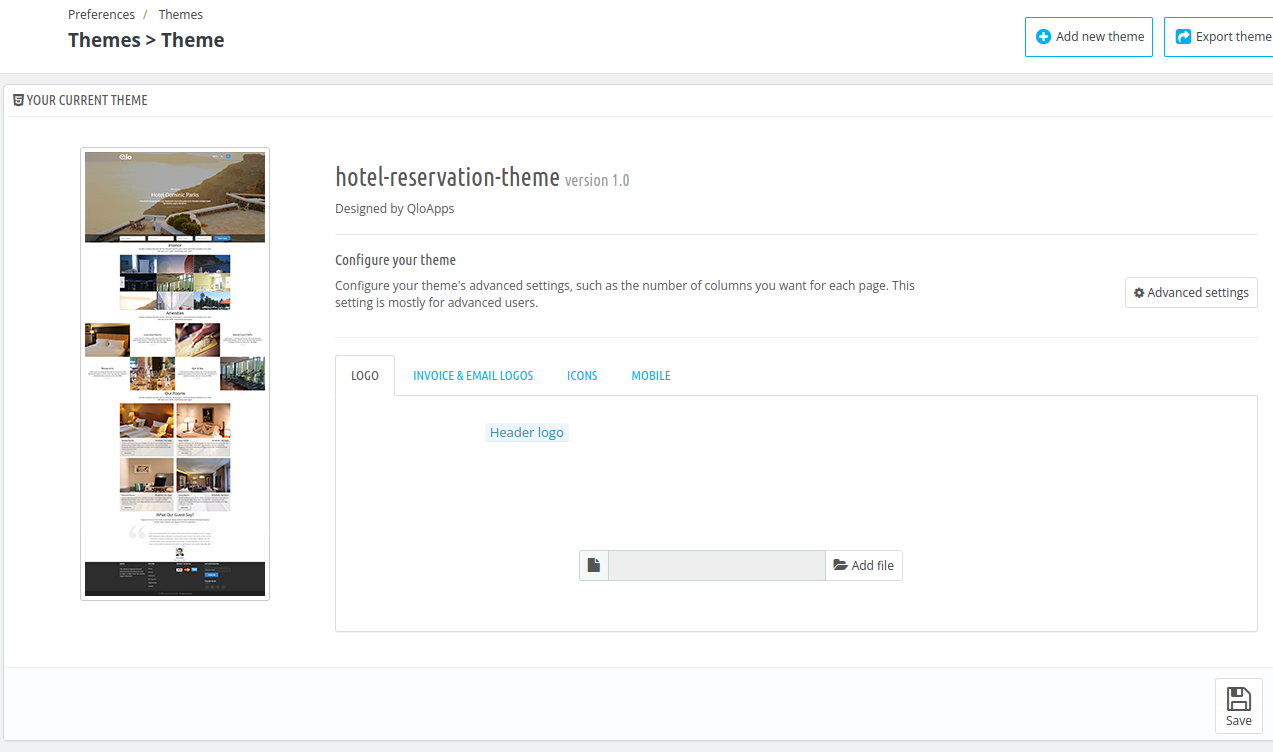 Preferences / Themes
Themes > Theme
Add new theme
Export theme
YOUR CURRENT THEME
Qlo
Hotel Dominic Parks
Interior
Amenities
Our Rooms
What Our Guest Say?
hotel-reservation-theme version 1.0
Designed by QloApps
Configure your theme
Configure your theme's advanced settings, such as the number of columns you want for each page. This
setting is mostly for advanced users.
Advanced settings
LOGO
INVOICE & EMAIL LOGOS
ICONS
MOBILE
Header logo
Add file
Save